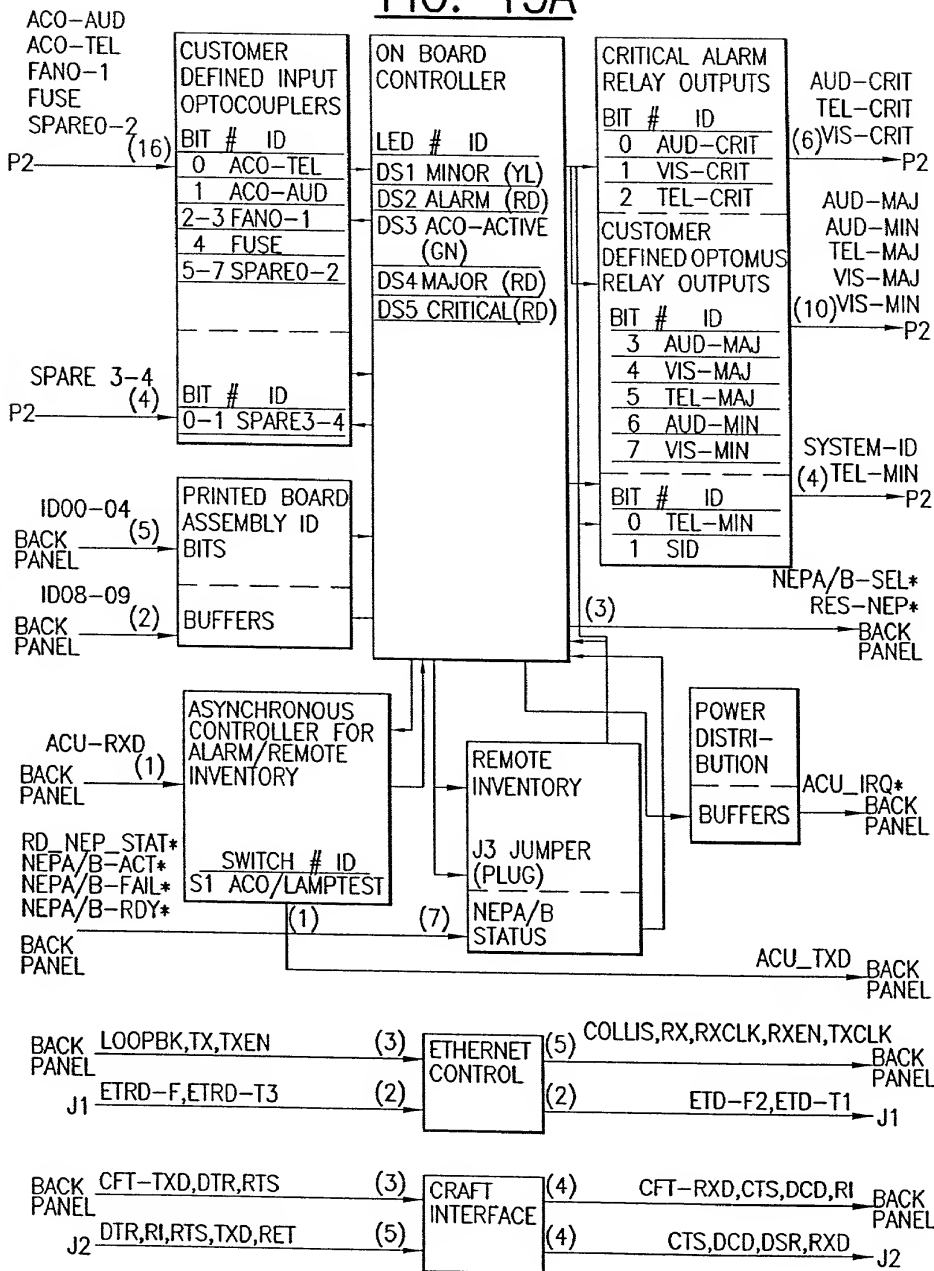 FIG. 15A
ACO-AUD
ACO-TEL
FANO-1
FUSE
SPARE0-2
(16)
P2
CUSTOMER
DEFINED INPUT
OPTOCOUPLERS
BIT # ID
0 ACO-TEL
1 ACO-AUD
2-3 FANO-1
4 FUSE
5-7 SPARE0-2
SPARE 3-4
(4)
P2
BIT # ID
0-1 SPARE3-4
ON BOARD
CONTROLLER
LED # ID
DS1 MINOR (YL)
DS2 ALARM (RD)
DS3 ACO-ACTIVE
(GN)
DS4 MAJOR (RD)
DS5 CRITICAL(RD)
CRITICAL ALARM
RELAY OUTPUTS
BIT # ID
0 AUD-CRIT
1 VIS-CRIT
2 TEL-CRIT
CUSTOMER
DEFINED OPTOMUS
RELAY OUTPUTS
BIT # ID
3 AUD-MAJ
4 VIS-MAJ
5 TEL-MAJ
6 AUD-MIN
7 VIS-MIN
BIT # ID
0 TEL-MIN
1 SID
AUD-CRIT
TEL-CRIT
(6) VIS-CRIT
P2
AUD-MAJ
AUD-MIN
TEL-MAJ
VIS-MAJ
(10) VIS-MIN
P2
SYSTEM-ID
(4) TEL-MIN
P2
ID00-04
BACK (5)
PANEL
ID08-09
BACK (2)
PANEL
PRINTED BOARD
ASSEMBLY ID
BITS
BUFFERS
NEPA/B-SEL*
(3) RES-NEP*
BACK
PANEL
ACU-RXD
BACK (1)
PANEL
ASYNCHRONOUS
CONTROLLER FOR
ALARM/REMOTE
INVENTORY
SWITCH # ID
S1 ACO/LAMPTEST
(1)
REMOTE
INVENTORY
J3 JUMPER
(PLUG)
NEPA/B
STATUS
POWER
DISTRI-
BUTION
BUFFERS
ACU_IRQ*
BACK
PANEL
RD_NEP_STAT*
NEPA/B-ACT*
NEPA/B-FAIL*
NEPA/B-RDY*
(7)
BACK
PANEL
ACU_TXD BACK
PANEL
BACK LOOPBK,TX,TXEN (3)
PANEL
J1 ETRD-F,ETRD-T3 (2)
ETHERNET
CONTROL
(5) COLLIS,RX,RXCLK,RXEN,TXCLK
BACK
PANEL
(2) ETD-F2,ETD-T1 J1
BACK CFT-TXD,DTR,RTS (3)
PANEL
J2 DTR,RI,RTS,TXD,RET (5)
CRAFT
INTERFACE
(4) CFT-RXD,CTS,DCD,RI BACK
PANEL
(4) CTS,DCD,DSR,RXD J2